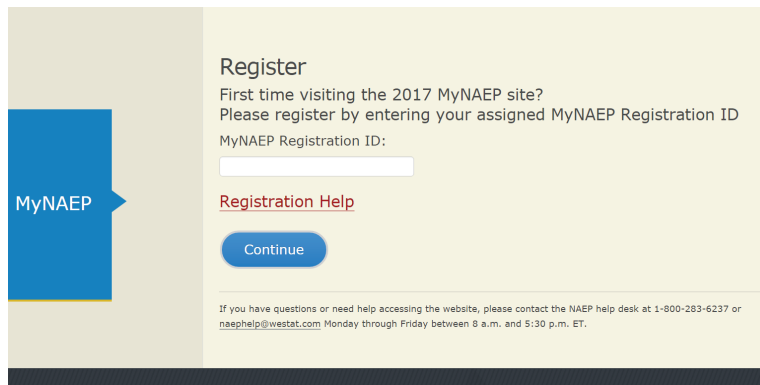 Register
First time visiting the 2017 MyNAEP site?
Please register by entering your assigned MyNAEP Registration ID
MyNAEP Registration ID:
MyNAEP
Registration Help
Continue
If you have questions or need help accessing the website, please contact the NAEP help desk at 1-800-283-6237 or
naephelp@westat.com Monday through Friday between 8 a.m. and 5:30 p.m. ET.